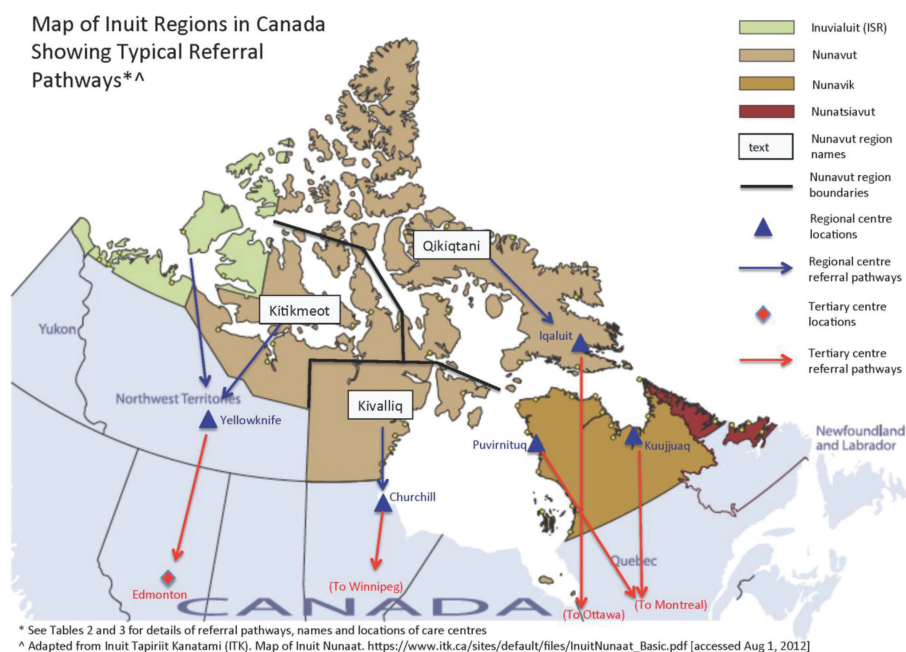 Map of Inuit Regions in Canada
Showing Typical Referral
Pathways*^
Inuvialuit (ISR)
Nunavut
Nunavik
Nunatsiavut
text
Nunavut region
names
Nunavut region
boundaries
Regional centre
locations
Regional centre
referral pathways
Tertiary centre
locations
Tertiary centre
referral pathways
Qikiqtani
Kitikmeot
Kivalliq
Yukon
Northwest Territories
Yellowknife
Iqaluit
Puvirnituq
Kuujjuaq
Newfoundland
and Labrador
Churchill
Quebec
Edmonton
(To Winnipeg)
(To Ottawa)
(To Montreal)
CANADA
* See Tables 2 and 3 for details of referral pathways, names and locations of care centres
^ Adapted from Inuit Tapiriit Kanatami (ITK). Map of Inuit Nunaat. https://www.itk.ca/sites/default/files/InuitNunaat_Basic.pdf [accessed Aug 1, 2012]